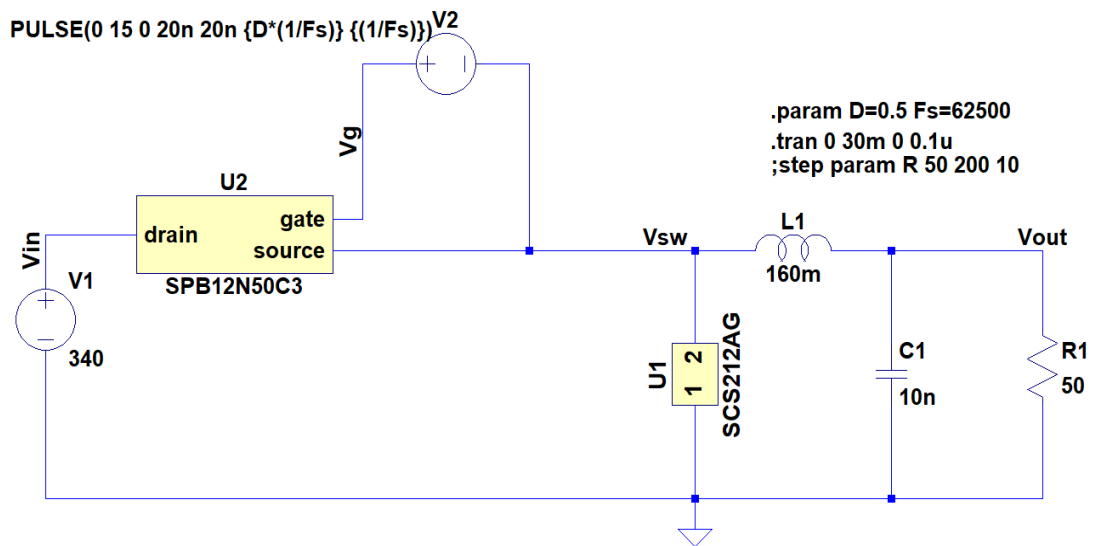 PULSE(0 15 0 20n 20n {D*(1/Fs)} {(1/Fs)})
V2
.param D=0.5 Fs=62500
.tran 0 30m 0 0.1u
;step param R 50 200 10
Vg
U2
drain
gate
source
SPB12N50C3
Vin
V1
340
Vsw
L1
160m
Vout
U1
2
1
SCS212AG
C1
10n
R1
50